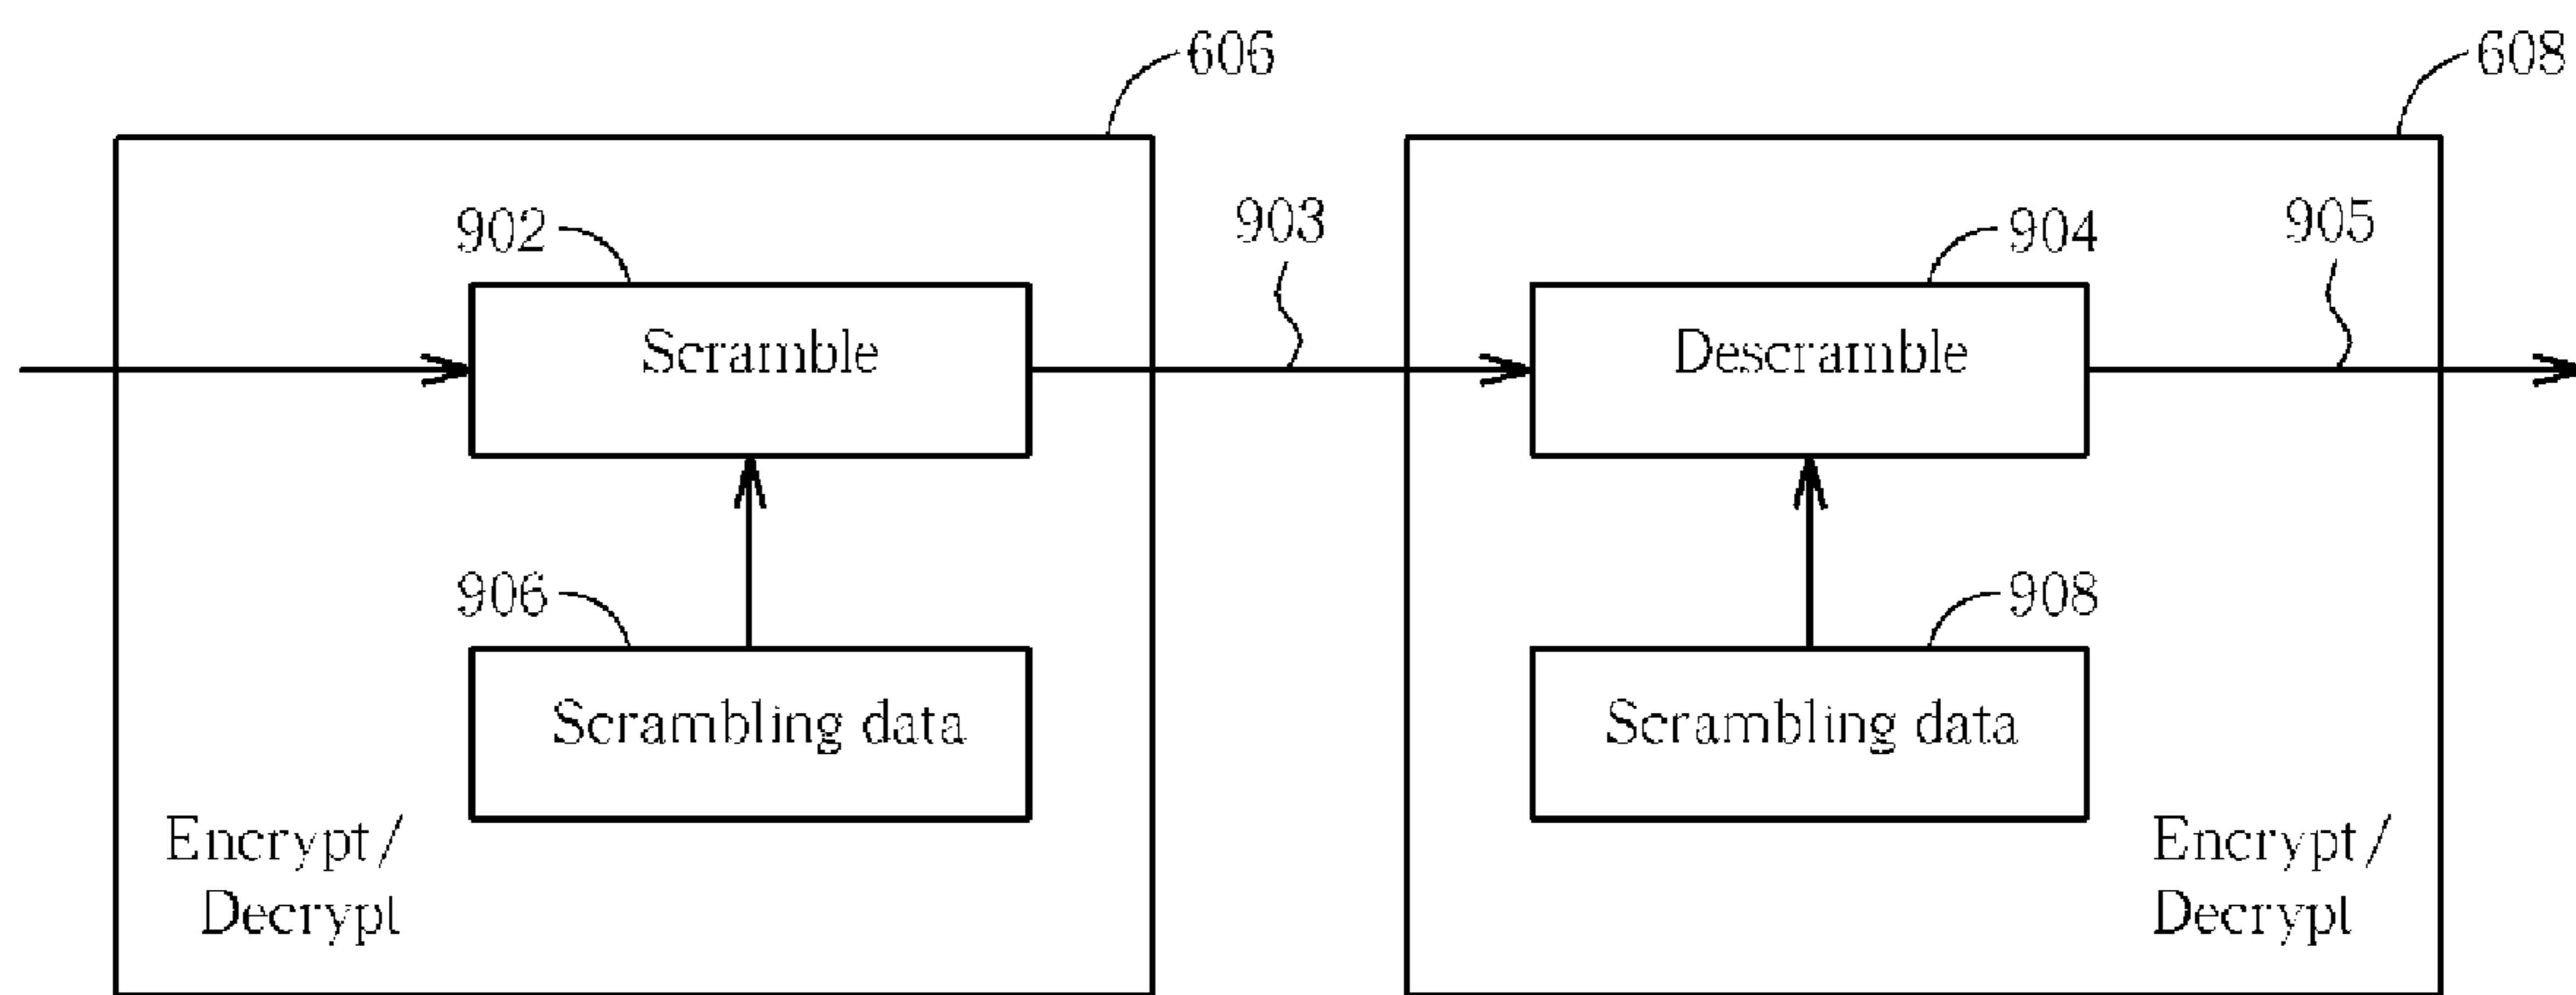 606
608
902
903
904
905
Scramble
Descramble
906
908
Scrambling data
Scrambling data
Encrypt/
Decrypt
Encrypt/
Decrypt